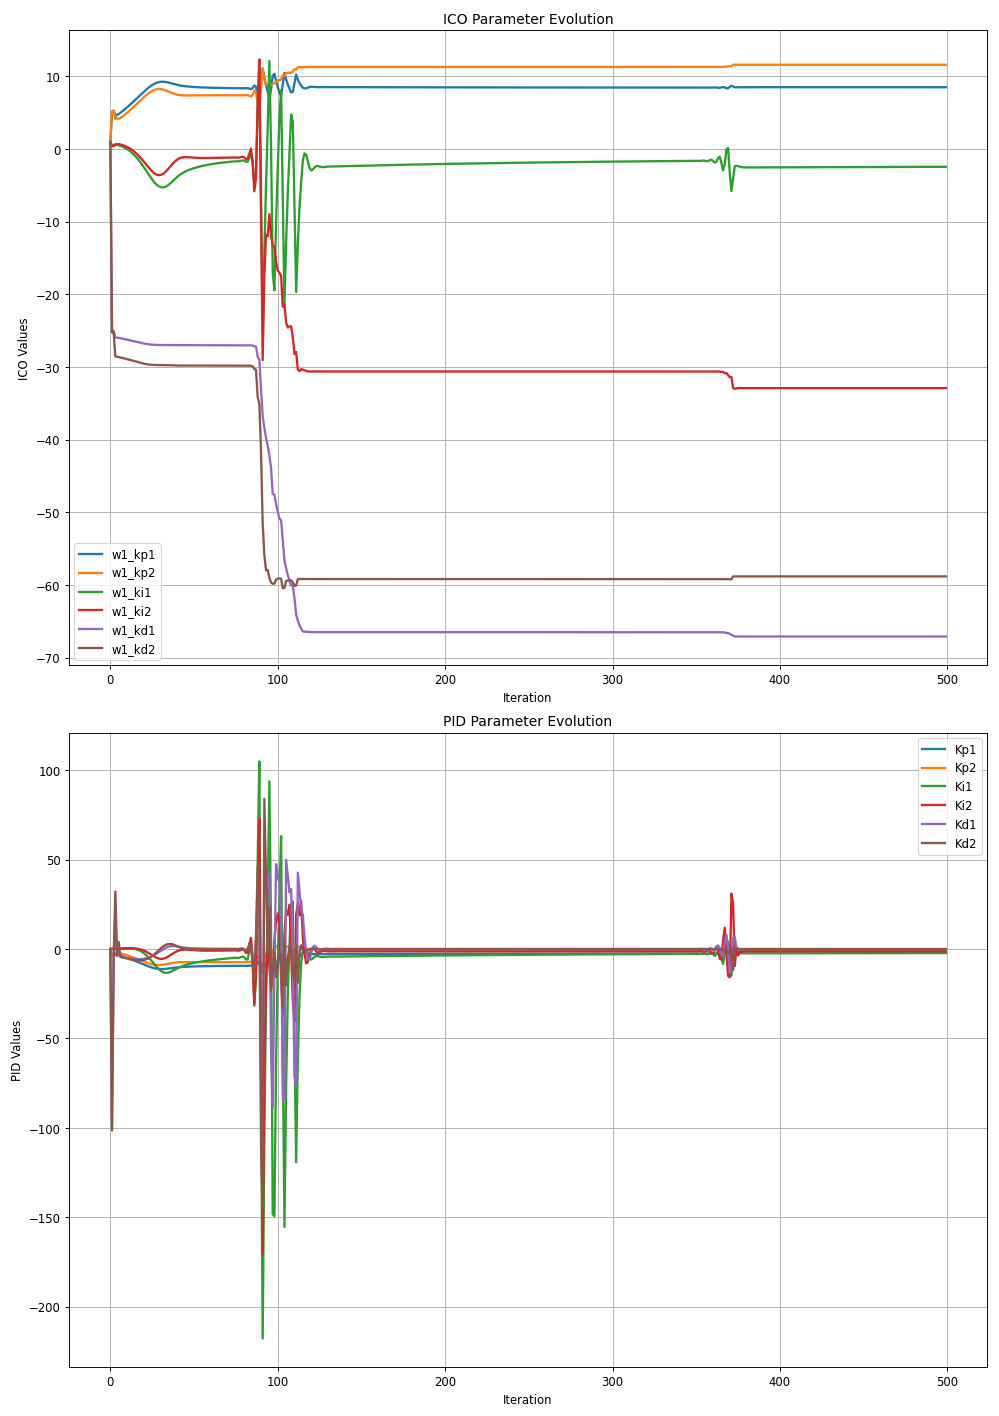 ICO Parameter Evolution
10
0
−10
−20
−30
−40
−50
−60
−70
ICO Values
w1_kp1
w1_kp2
w1_ki1
w1_ki2
w1_kd1
w1_kd2
0
100
200
300
400
500
Iteration
PID Parameter Evolution
100
50
0
−50
−100
−150
−200
PID Values
Kp1
Kp2
Ki1
Ki2
Kd1
Kd2
0
100
200
300
400
500
Iteration